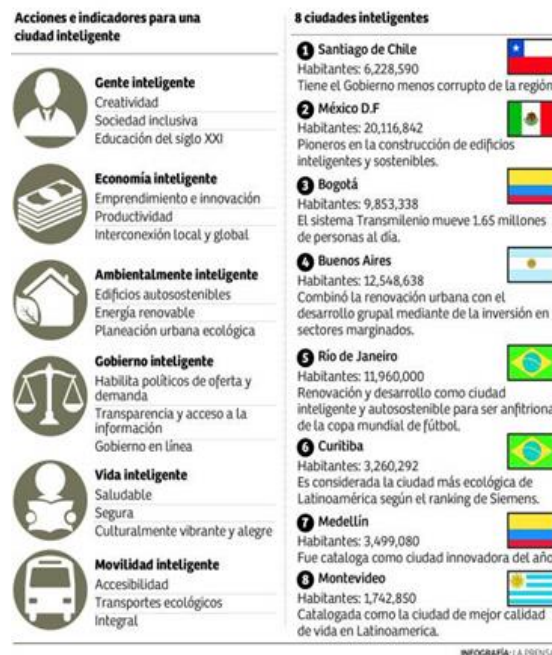 Acciones e indicadores para una
ciudad inteligente
Gente inteligente
Creatividad
Sociedad inclusiva
Educación del siglo XXI
Economía inteligente
Emprendimiento e innovación
Productividad
Interconexión local y global
Ambientalmente inteligente
Edificios autosostenibles
Energía renovable
Planeación urbana ecológica
Gobierno inteligente
Habilita políticos de oferta y
demanda
Transparencia y acceso a la
información
Gobierno en línea
Vida inteligente
Saludable
Segura
Culturalmente vibrante y alegre
Movilidad inteligente
Accesibilidad
Transportes ecológicos
Integral
8 ciudades inteligentes
1 Santiago de Chile
Habitantes: 6,228,590
Tiene el Gobierno menos corrupto de la región
2 México D.F
Habitantes: 20,116,842
Pioneros en la construcción de edificios
inteligentes y sostenibles.
3 Bogotá
Habitantes: 9,853,338
El sistema Transmilenio mueve 1.65 millones
de personas al día.
4 Buenos Aires
Habitantes: 12,548,638
Combinó la renovación urbana con el
desarrollo grupal mediante de la inversión en
sectores marginados.
5 Río de Janeiro
Habitantes: 11,960,000
Renovación y desarrollo como ciudad
inteligente y autosostenible para ser anfitriona
de la copa mundial de fútbol.
6 Curitiba
Habitantes: 3,260,292
Es considerada la ciudad más ecológica de
Latinoamérica según el ranking de Siemens.
7 Medellín
Habitantes: 3,499,080
Fue cataloga como ciudad innovadora del año
8 Montevideo
Habitantes: 1,742,850
Catalogada como la ciudad de mejor calidad
de vida en Latinoamerica.
INFOGRAFÍA: LA PRENSA